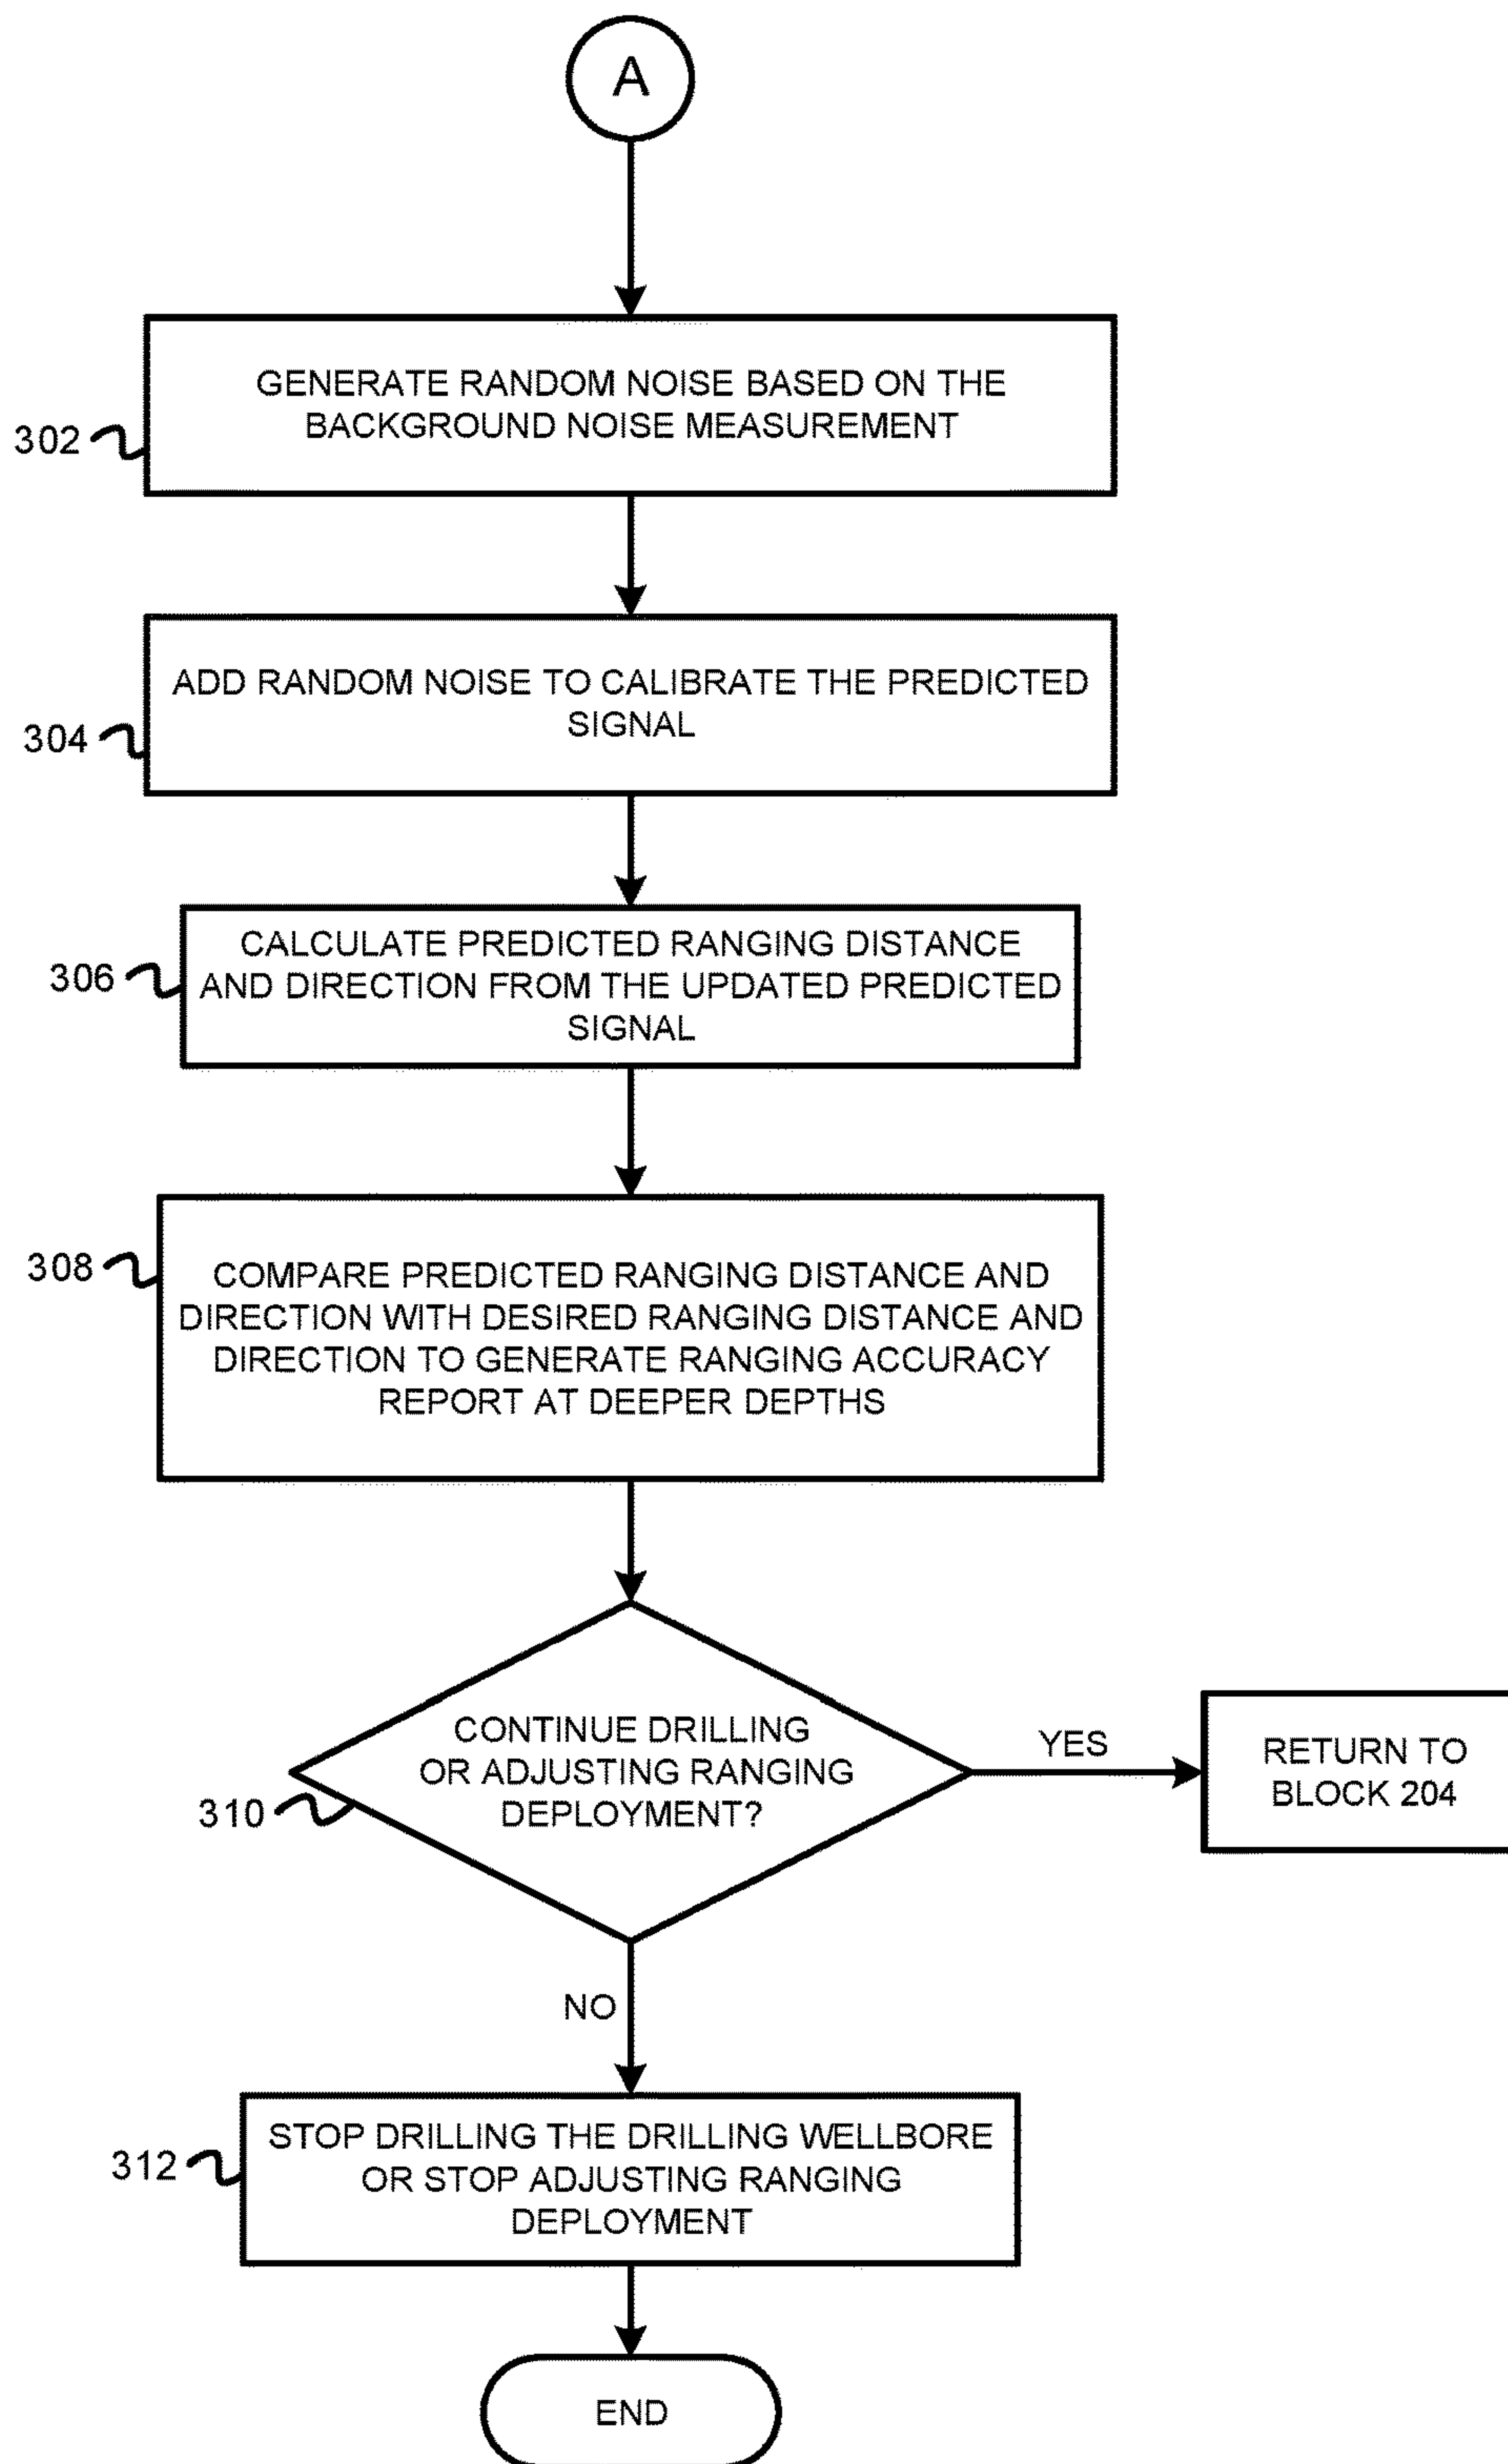 A
GENERATE RANDOM NOISE BASED ON THE
BACKGROUND NOISE MEASUREMENT
302
ADD RANDOM NOISE TO CALIBRATE THE PREDICTED
SIGNAL
304
CALCULATE PREDICTED RANGING DISTANCE
AND DIRECTION FROM THE UPDATED PREDICTED
SIGNAL
306
COMPARE PREDICTED RANGING DISTANCE AND
DIRECTION WITH DESIRED RANGING DISTANCE AND
DIRECTION TO GENERATE RANGING ACCURACY
REPORT AT DEEPER DEPTHS
308
CONTINUE DRILLING
OR ADJUSTING RANGING
DEPLOYMENT?
310
YES
RETURN TO
BLOCK 204
NO
STOP DRILLING THE DRILLING WELLBORE
OR STOP ADJUSTING RANGING
DEPLOYMENT
312
END